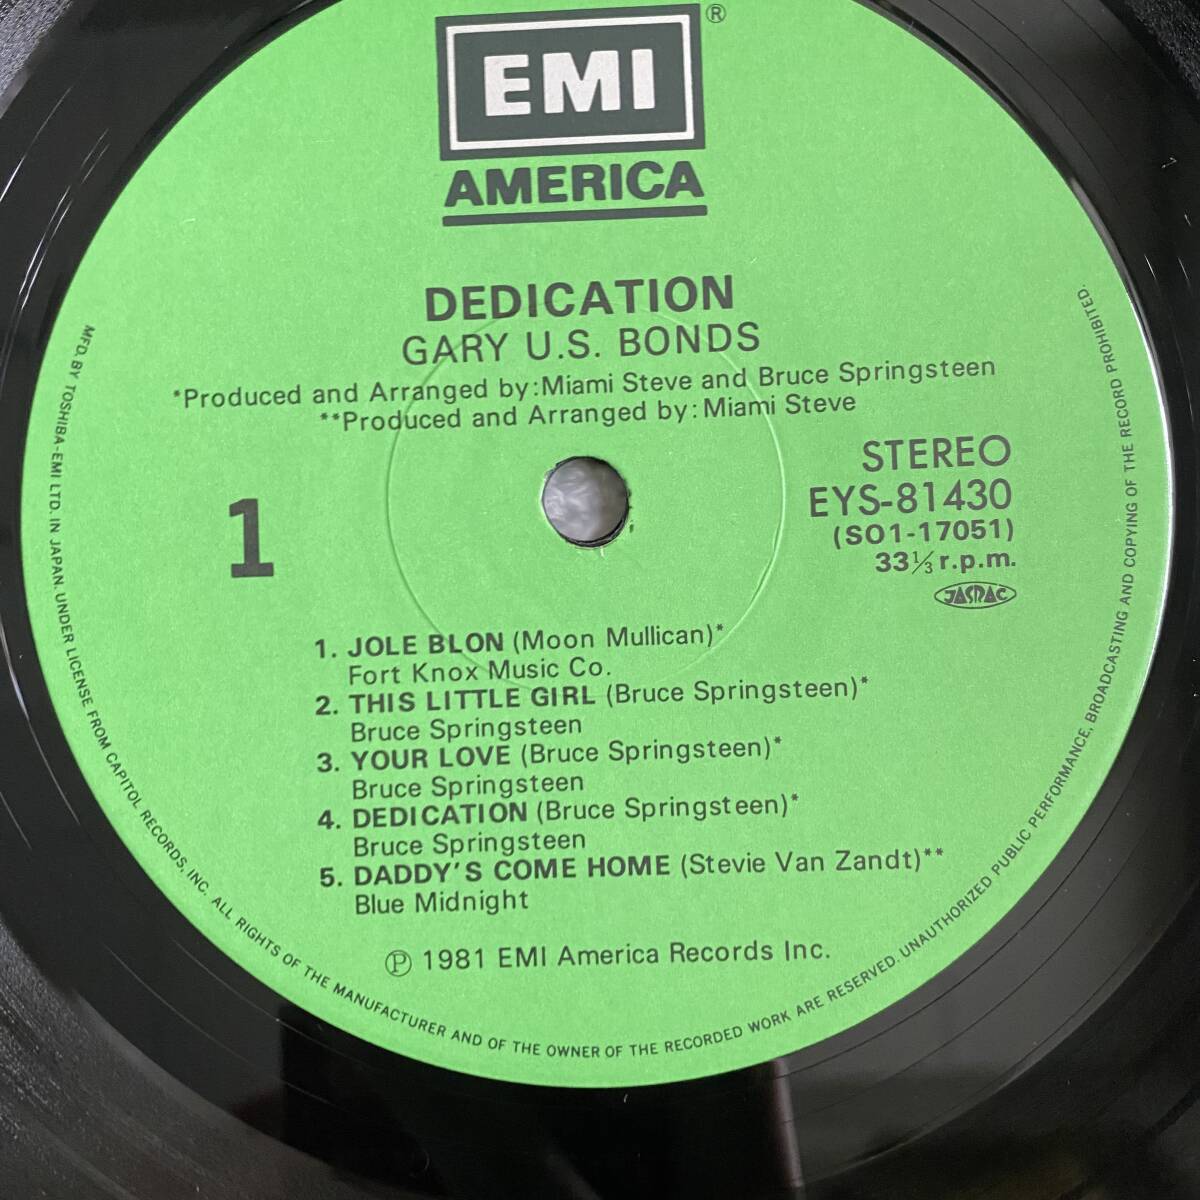 EMI ®
AMERICA
DEDICATION
GARY U.S. BONDS
*Produced and Arranged by:Miami Steve and Bruce Springsteen
**Produced and Arranged by: Miami Steve
STEREO
EYS-81430
(SO1-17051)
33⅓ r.p.m.
JASRAC
1
1. JOLE BLON (Moon Mullican)*
Fort Knox Music Co.
2. THIS LITTLE GIRL (Bruce Springsteen)*
Bruce Springsteen
3. YOUR LOVE (Bruce Springsteen)*
Bruce Springsteen
4. DEDICATION (Bruce Springsteen)*
Bruce Springsteen
5. DADDY'S COME HOME (Stevie Van Zandt)**
Blue Midnight
℗ 1981 EMI America Records Inc.
MFD. BY TOSHIBA-EMI LTD. IN JAPAN. UNDER LICENSE FROM CAPITOL RECORDS, INC. ALL RIGHTS OF THE MANUFACTURER AND OF THE OWNER OF THE RECORDED WORK ARE RESERVED. UNAUTHORIZED PUBLIC PERFORMANCE, BROADCASTING AND COPYING OF THE RECORD PROHIBITED.